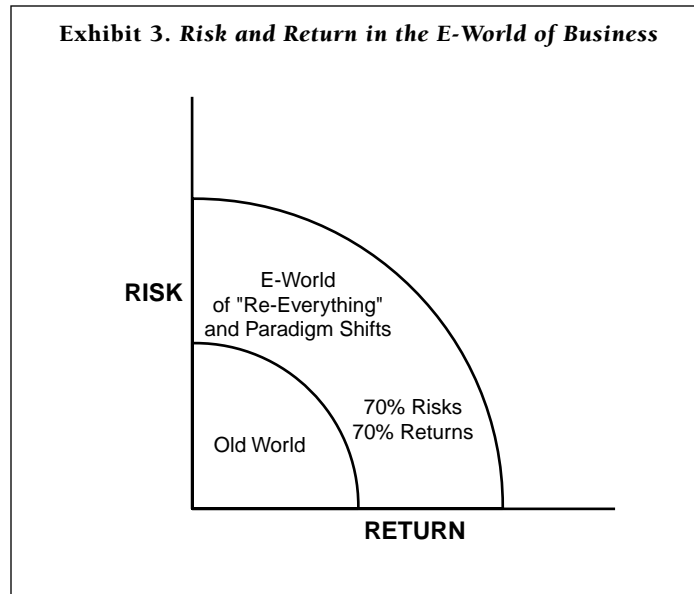 Exhibit 3. Risk and Return in the E-World of Business
E-World
of "Re-Everything"
and Paradigm Shifts
RISK
70% Risks
70% Returns
Old World
RETURN